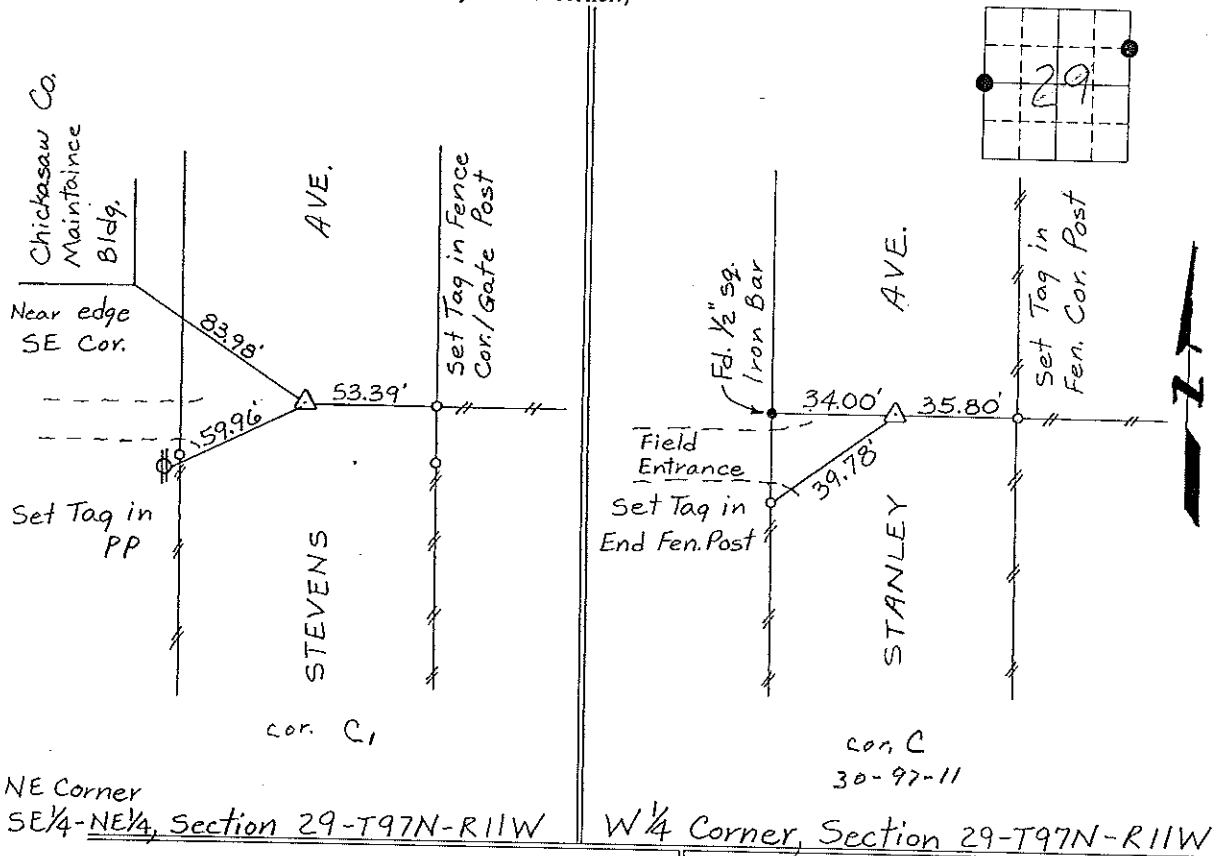 29
Chickasaw Co.
Maintaince
Bldg.
Near edge
SE Cor.
83.98'
AVE.
Set Tag in Fence
Cor./Gate Post
53.39'
59.96'
Set Tag in
PP
STEVENS
cor. C,
NE Corner
SE1/4-NE1/4, Section 29-T97N-R11W
Fd. 1/2" sq.
Iron Bar
AVE.
Set Tag in
Fen. Cor. Post
N
34.00'
35.80'
Field
Entrance
39.78'
Set Tag in
End Fen. Post
STANLEY
cor. C
30-97-11
W1/4 Corner, Section 29-T97N-R11W